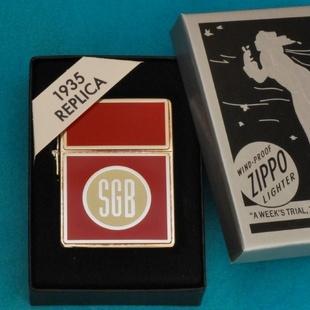 1935
REPLICA
SGB
WIND-PROOF
ZIPPO
LIGHTER
"A WEEK'S TRIAL,